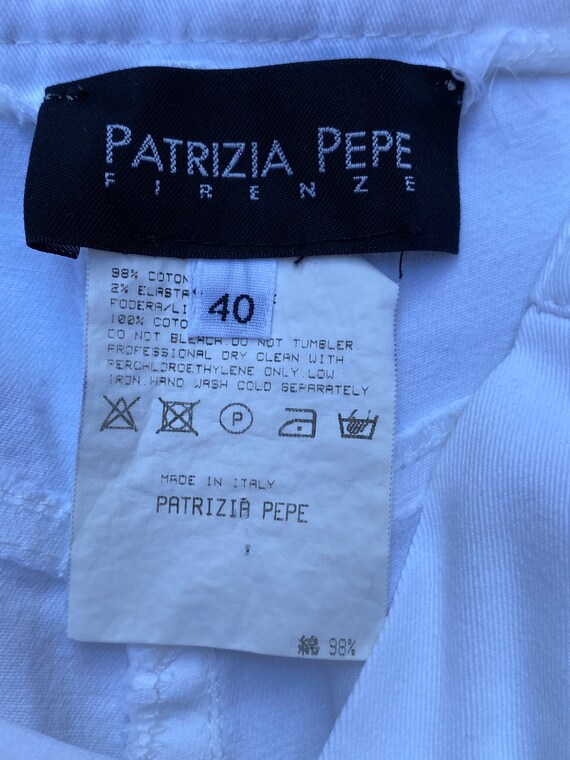 PATRIZIA PEPE
FIRENZE
98% COTON
2% ELASTA
40
FODERA/LI
100% COTO
DO NOT BLEACH.DO NOT TUMBLER.
PROFESSIONAL DRY CLEAN WITH
PERCHLOROETHYLENE ONLY.LOW
IRON.HAND WASH COLD SEPARATELY
P
MADE IN ITALY
PATRIZIA PEPE
綿 98%